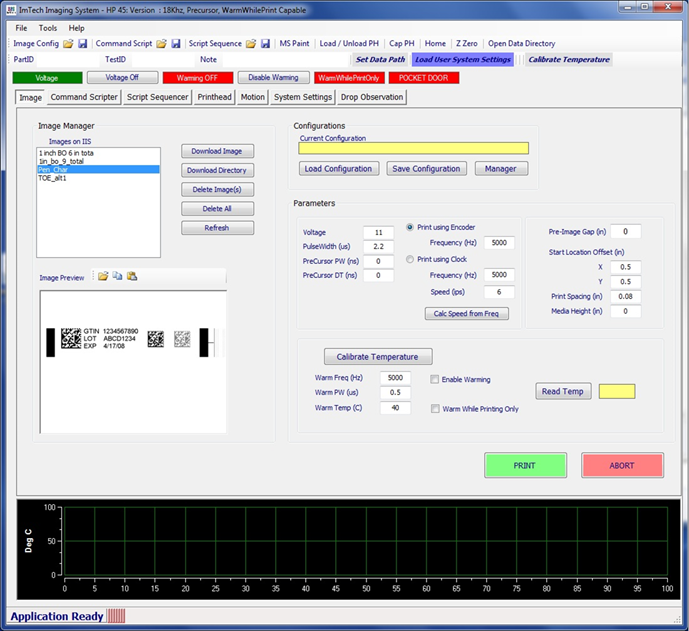 ImTech Imaging System - HP 45: Version : 18Khz, Precursor, WarmWhilePrint Capable
File Tools Help
Image Config Command Script Script Sequence MS Paint Load / Unload PH Cap PH Home Z Zero Open Data Directory
PartID TestID Note Set Data Path Load User System Settings Calibrate Temperature
Voltage Voltage Off Warming OFF Disable Warming WarmWhilePrintOnly POCKET DOOR
Image Command Scripter Script Sequencer Printhead Motion System Settings Drop Observation
Image Manager
Images on IIS
1 inch BO 6 in tota
1in_bo_9_total
Pen_Char
TOE_alt1
Download Image
Download Directory
Delete Image(s)
Delete All
Refresh
Image Preview
GTIN 1234567890
LOT ABCD1234
EXP 4/17/08
Configurations
Current Configuration
Load Configuration Save Configuration Manager
Parameters
Voltage 11
PulseWidth (us) 2.2
PreCursor PW (ns) 0
PreCursor DT (ns) 0
Print using Encoder
Frequency (Hz) 5000
Print using Clock
Frequency (Hz) 5000
Speed (ips) 6
Calc Speed from Freq
Pre-Image Gap (in) 0
Start Location Offset (in)
X 0.5
Y 0.5
Print Spacing (in) 0.08
Media Height (in) 0
Calibrate Temperature
Warm Freq (Hz) 5000 Enable Warming
Warm PW (us) 0.5
Warm Temp (C) 40 Warm While Printing Only
Read Temp
PRINT ABORT
Deg C
100
50
0
0 5 10 15 20 25 30 35 40 45 50 55 60 65 70 75 80 85 90 95 100
Application Ready